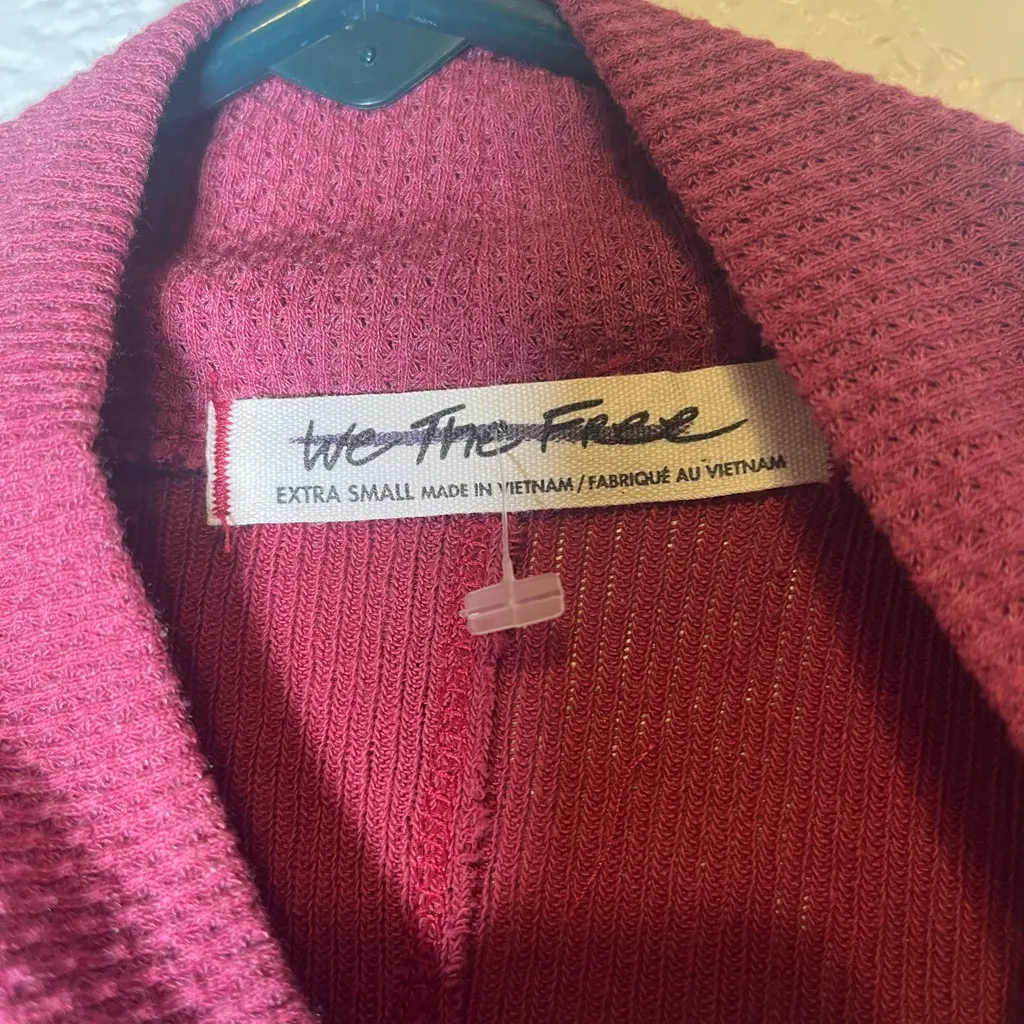 We The Free
EXTRA SMALL MADE IN VIETNAM / FABRIQUÉ AU VIETNAM